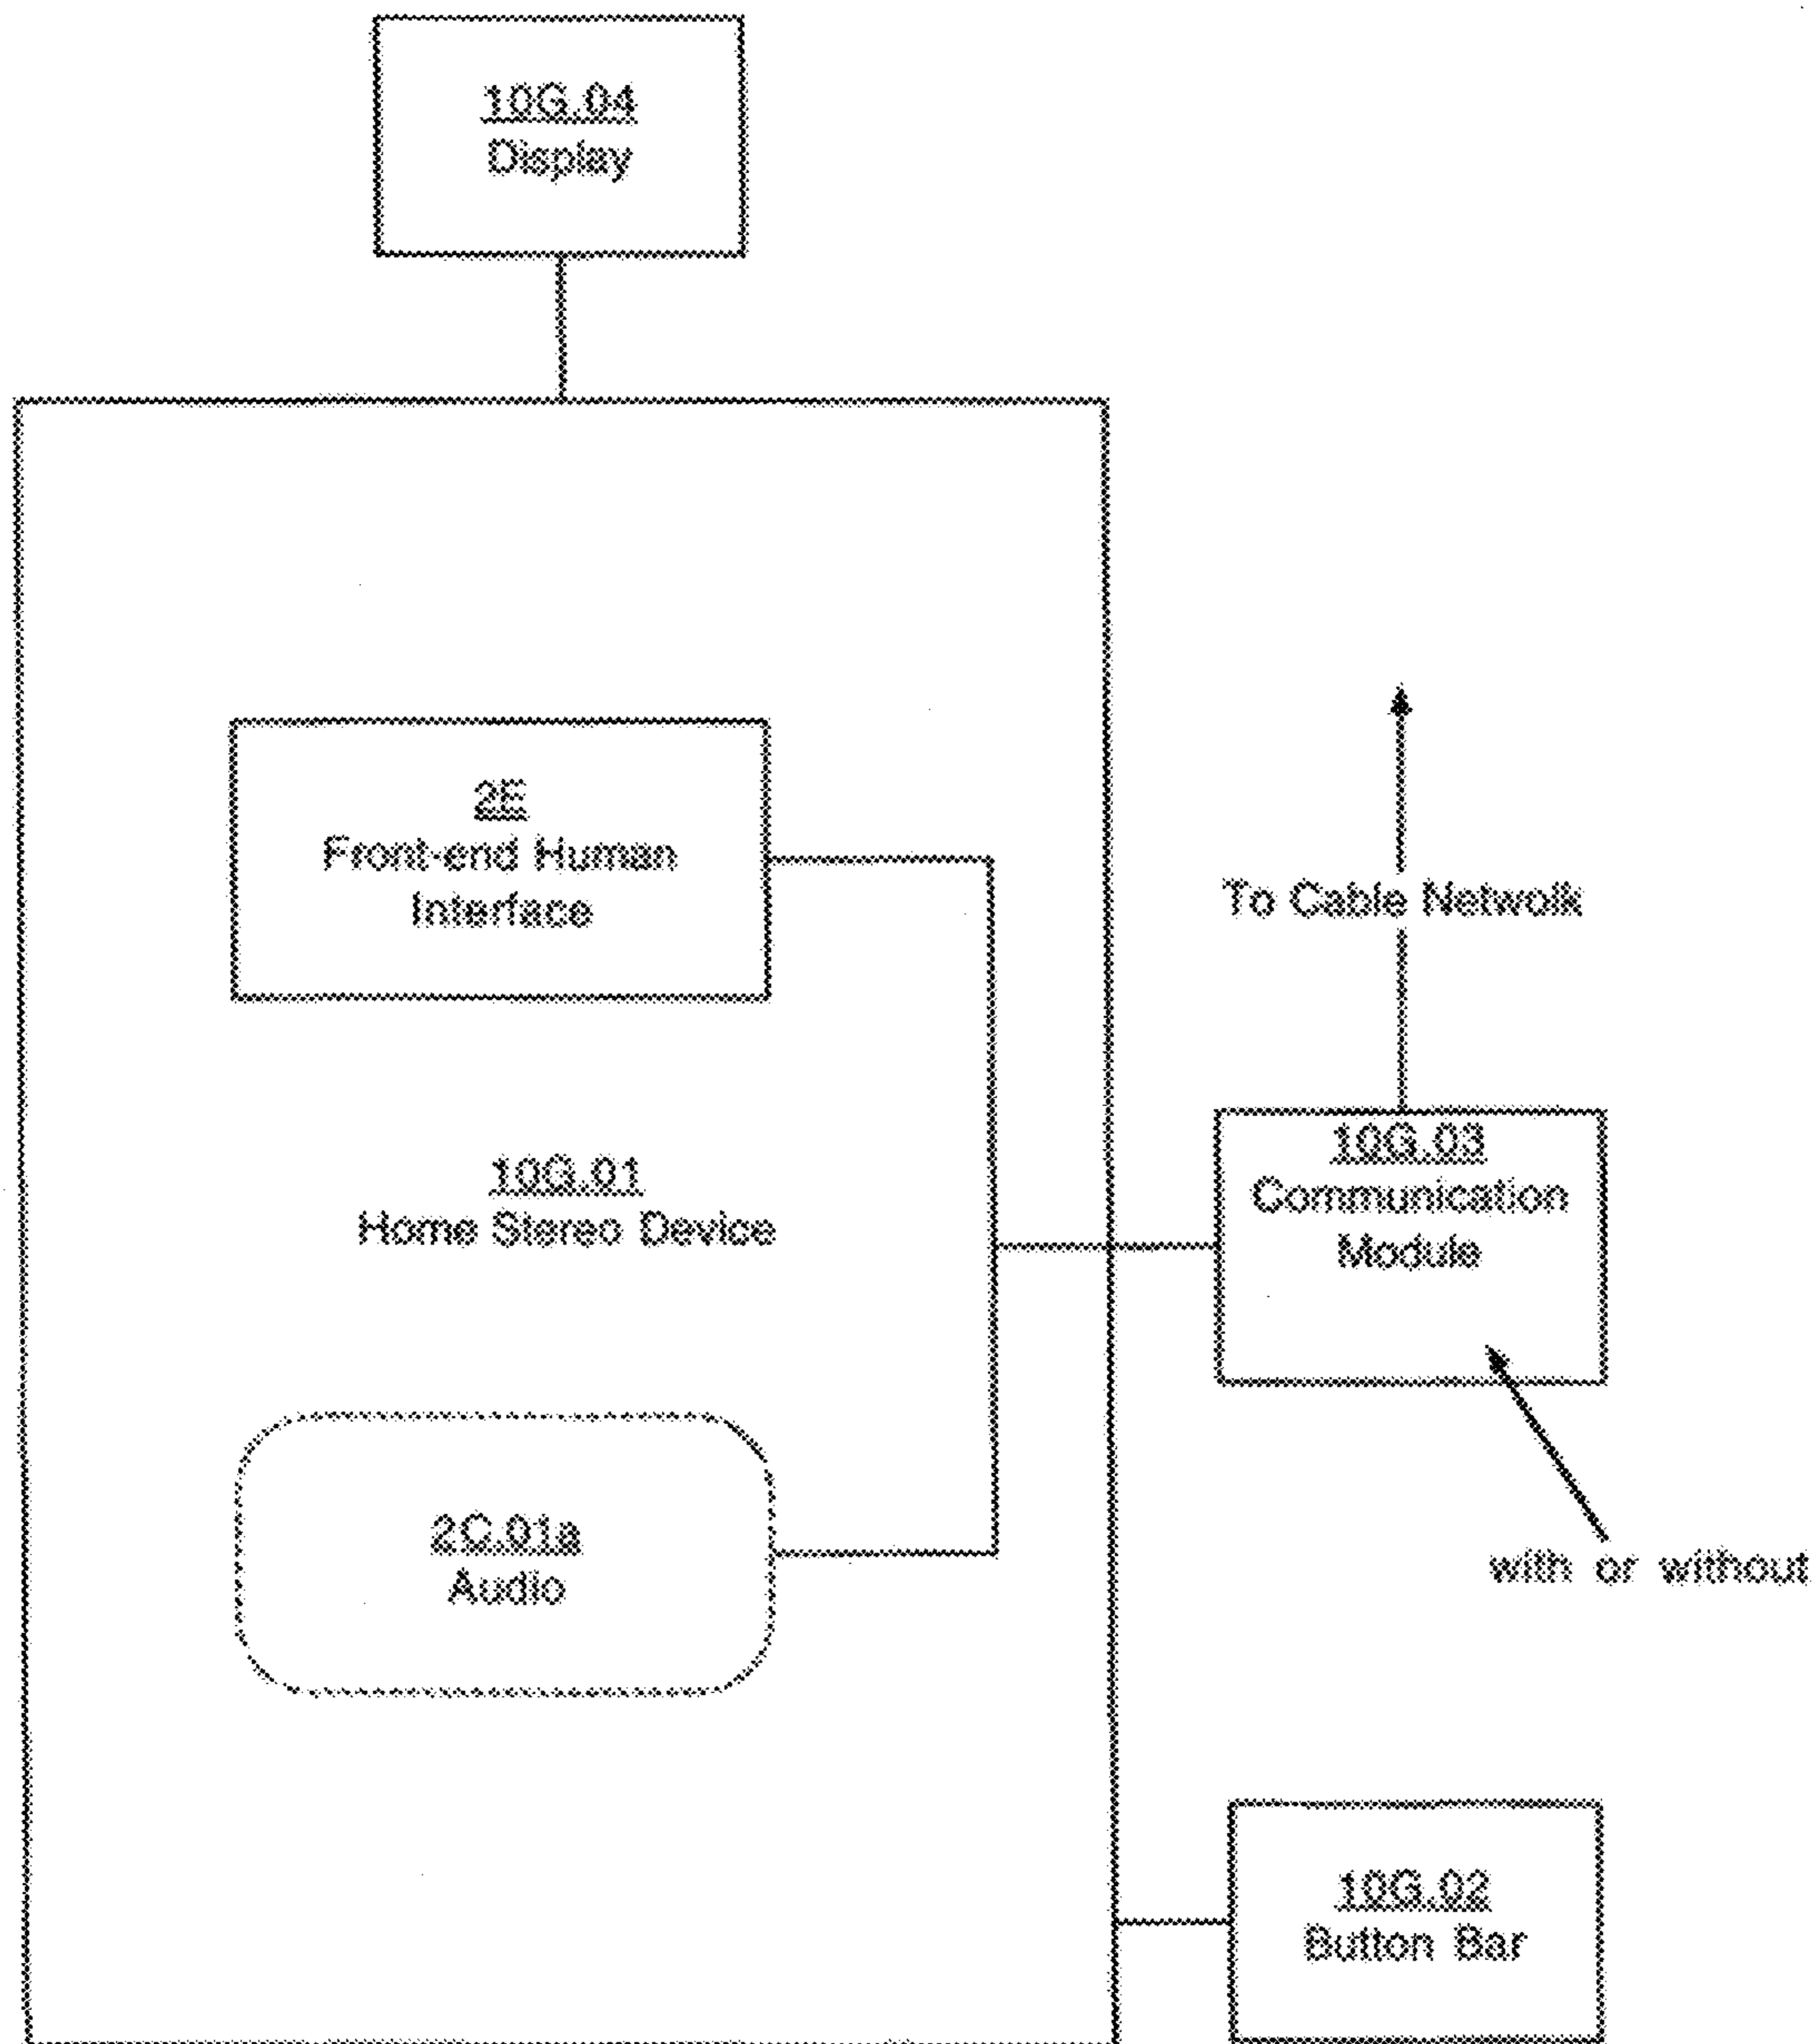 10G.04
Display
2E
Front-end Human
Interface
To Cable Netwolk
10G.03
Communication
Module
10G.01
Home Stereo Device
2C.01a
Audio
with or without
10G.02
Button Bar